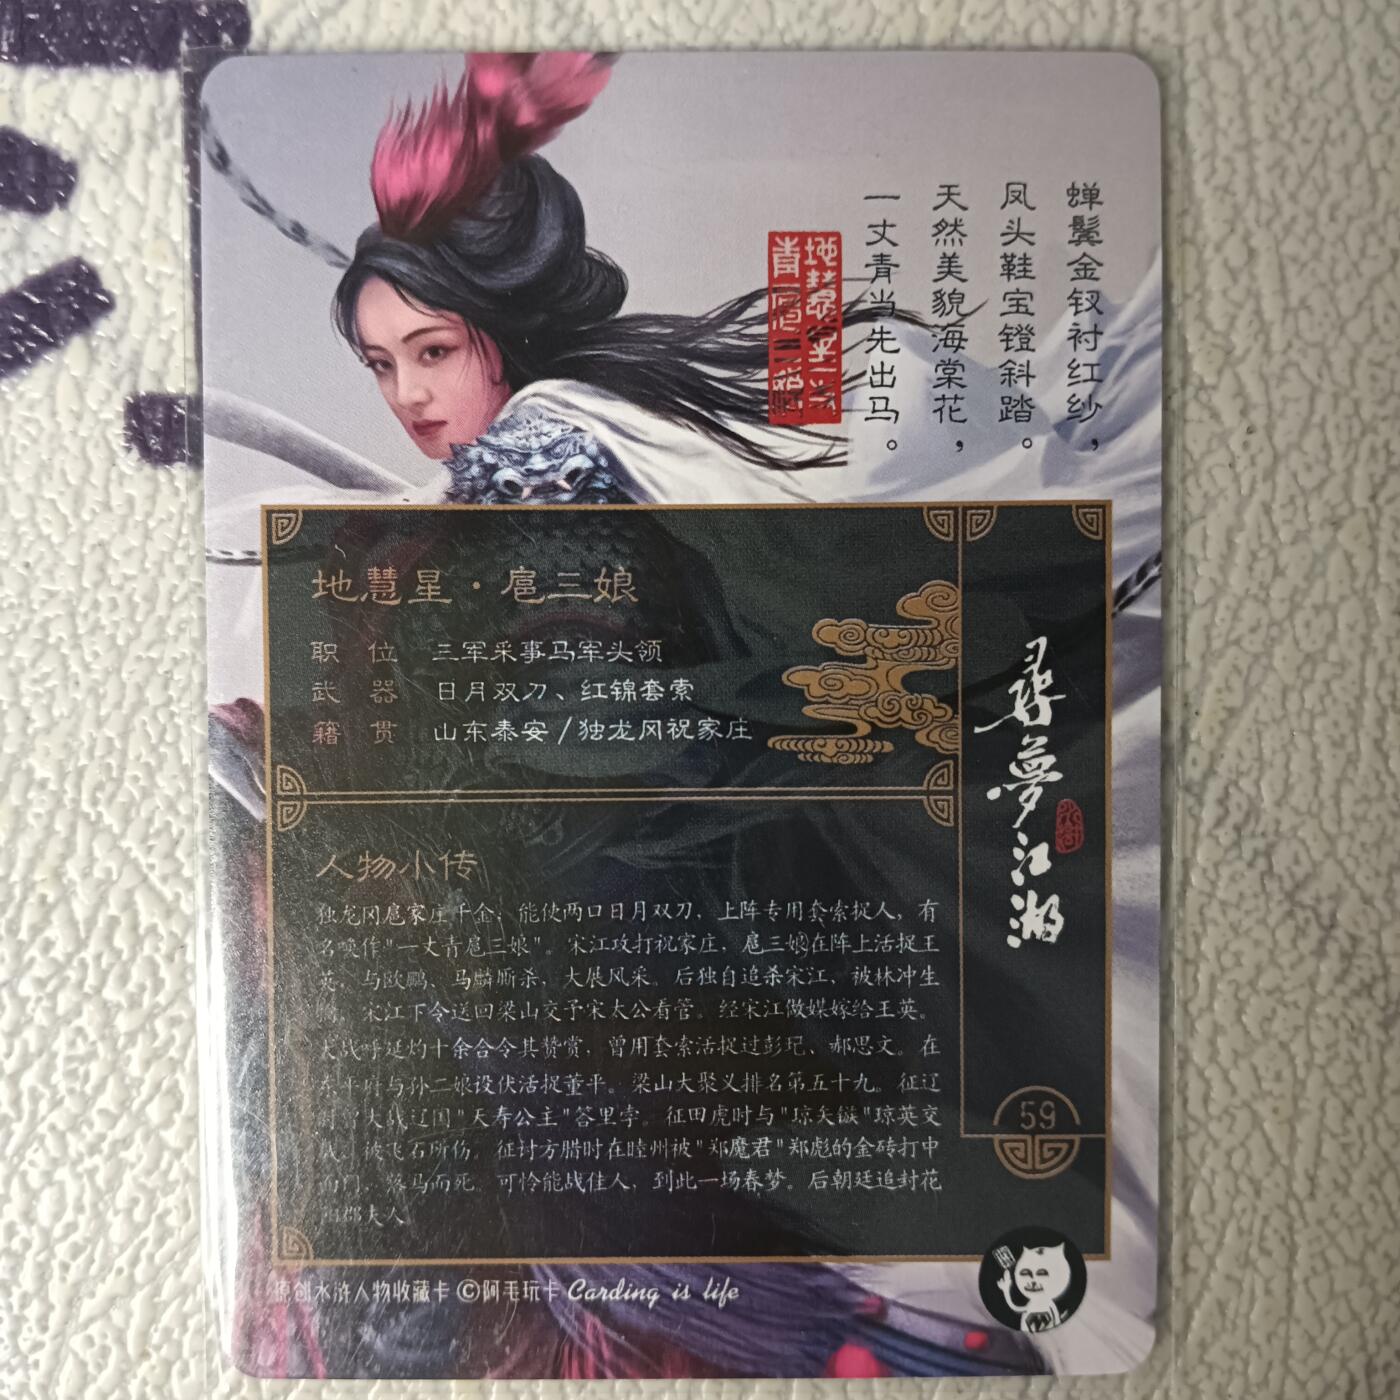 蝉鬓金钗衬红纱，
凤头鞋宝镫斜踏。
天然美貌海棠花，
一丈青当先出马。
地慧星一丈
青扈三娘
地慧星·扈三娘
职 位 三军采事马军头领
武 器 日月双刀、红锦套索
籍 贯 山东泰安/独龙冈祝家庄
尋夢江湖
水浒
人物小传
独龙冈扈家庄千金，能使两口日月双刀，上阵专用套索捉人，有
名唤作"一丈青扈三娘"。宋江攻打祝家庄，扈三娘在阵上活捉王
英，与欧鹏、马麟厮杀，大展风采。后独自追杀宋江，被林冲生
，宋江下令送回梁山交予宋太公看管。经宋江做媒嫁给王英。
大战呼延灼十余合令其赞赏，曾用套索活捉过彭玘、郝思文。在
东平府与孙二娘设伏活捉董平。梁山大聚义排名第五十九。征辽
时曾大战辽国"天寿公主"答里孛。征田虎时与"琼矢镞"琼英交
战，被飞石所伤。征讨方腊时在睦州被"郑魔君"郑彪的金砖打中
面门，落马而死。可怜能战佳人，到此一场春梦。后朝廷追封花
阳郡夫人
59
原创水浒人物收藏卡 ©阿毛玩卡 Carding is life